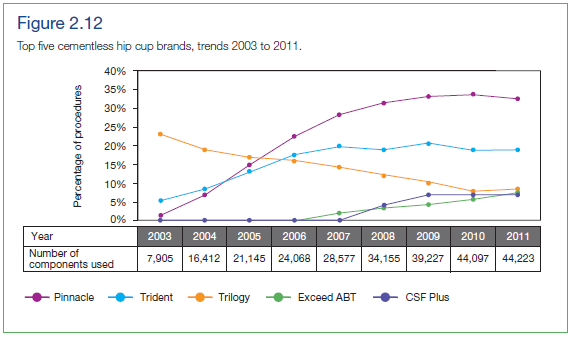 Figure 2.12
Top five cementless hip cup brands, trends 2003 to 2011.
Percentage of procedures
40%
35%
30%
25%
20%
15%
10%
5%
0%
Year 2003 2004 2005 2006 2007 2008 2009 2010 2011
Number of
components used 7,905 16,412 21,145 24,068 28,577 34,155 39,227 44,097 44,223
Pinnacle Trident Trilogy Exceed ABT CSF Plus